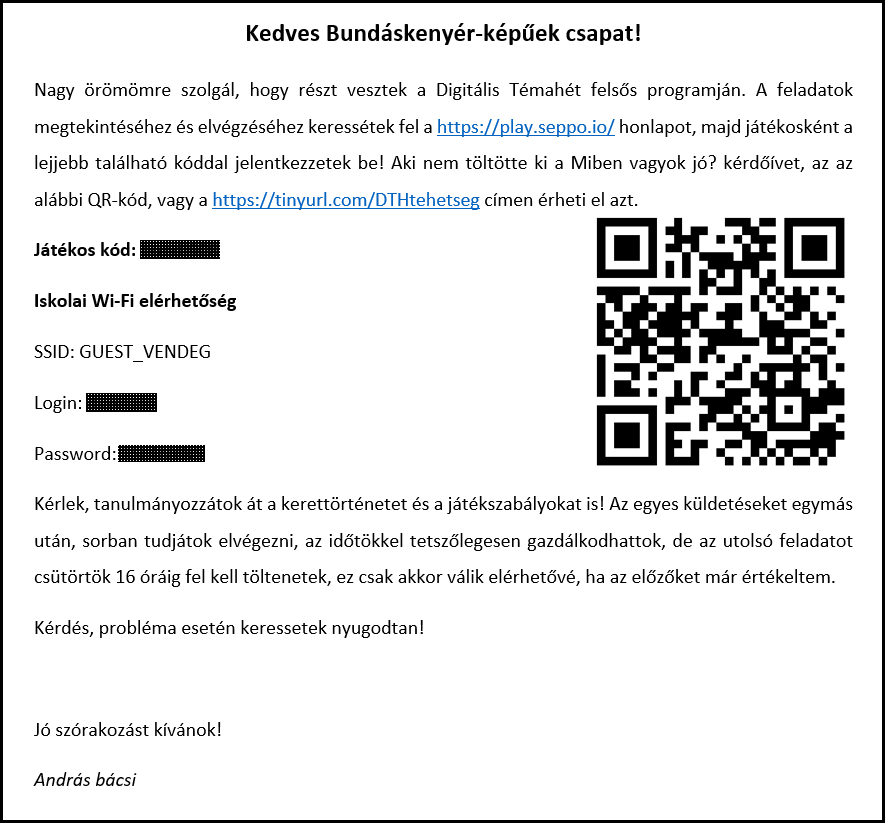 Kedves Bundáskenyér-képűek csapat!
Nagy örömömre szolgál, hogy részt vesztek a Digitális Témahét felsős programján. A feladatok
megtekintéséhez és elvégzéséhez keressétek fel a https://play.seppo.io/ honlapot, majd játékosként a
lejjebb található kóddal jelentkezzetek be! Aki nem töltötte ki a Miben vagyok jó? kérdőívet, az az
alábbi QR-kód, vagy a https://tinyurl.com/DTHtehetseg címen érheti el azt.
Játékos kód:
Iskolai Wi-Fi elérhetőség
SSID: GUEST_VENDEG
Login:
Password:
Kérlek, tanulmányozzátok át a kerettörténetet és a játékszabályokat is! Az egyes küldetéseket egymás
után, sorban tudjátok elvégezni, az időtökkel tetszőlegesen gazdálkodhattok, de az utolsó feladatot
csütörtök 16 óráig fel kell töltenetek, ez csak akkor válik elérhetővé, ha az előzőket már értékeltem.
Kérdés, probléma esetén keressetek nyugodtan!
Jó szórakozást kívánok!
András bácsi